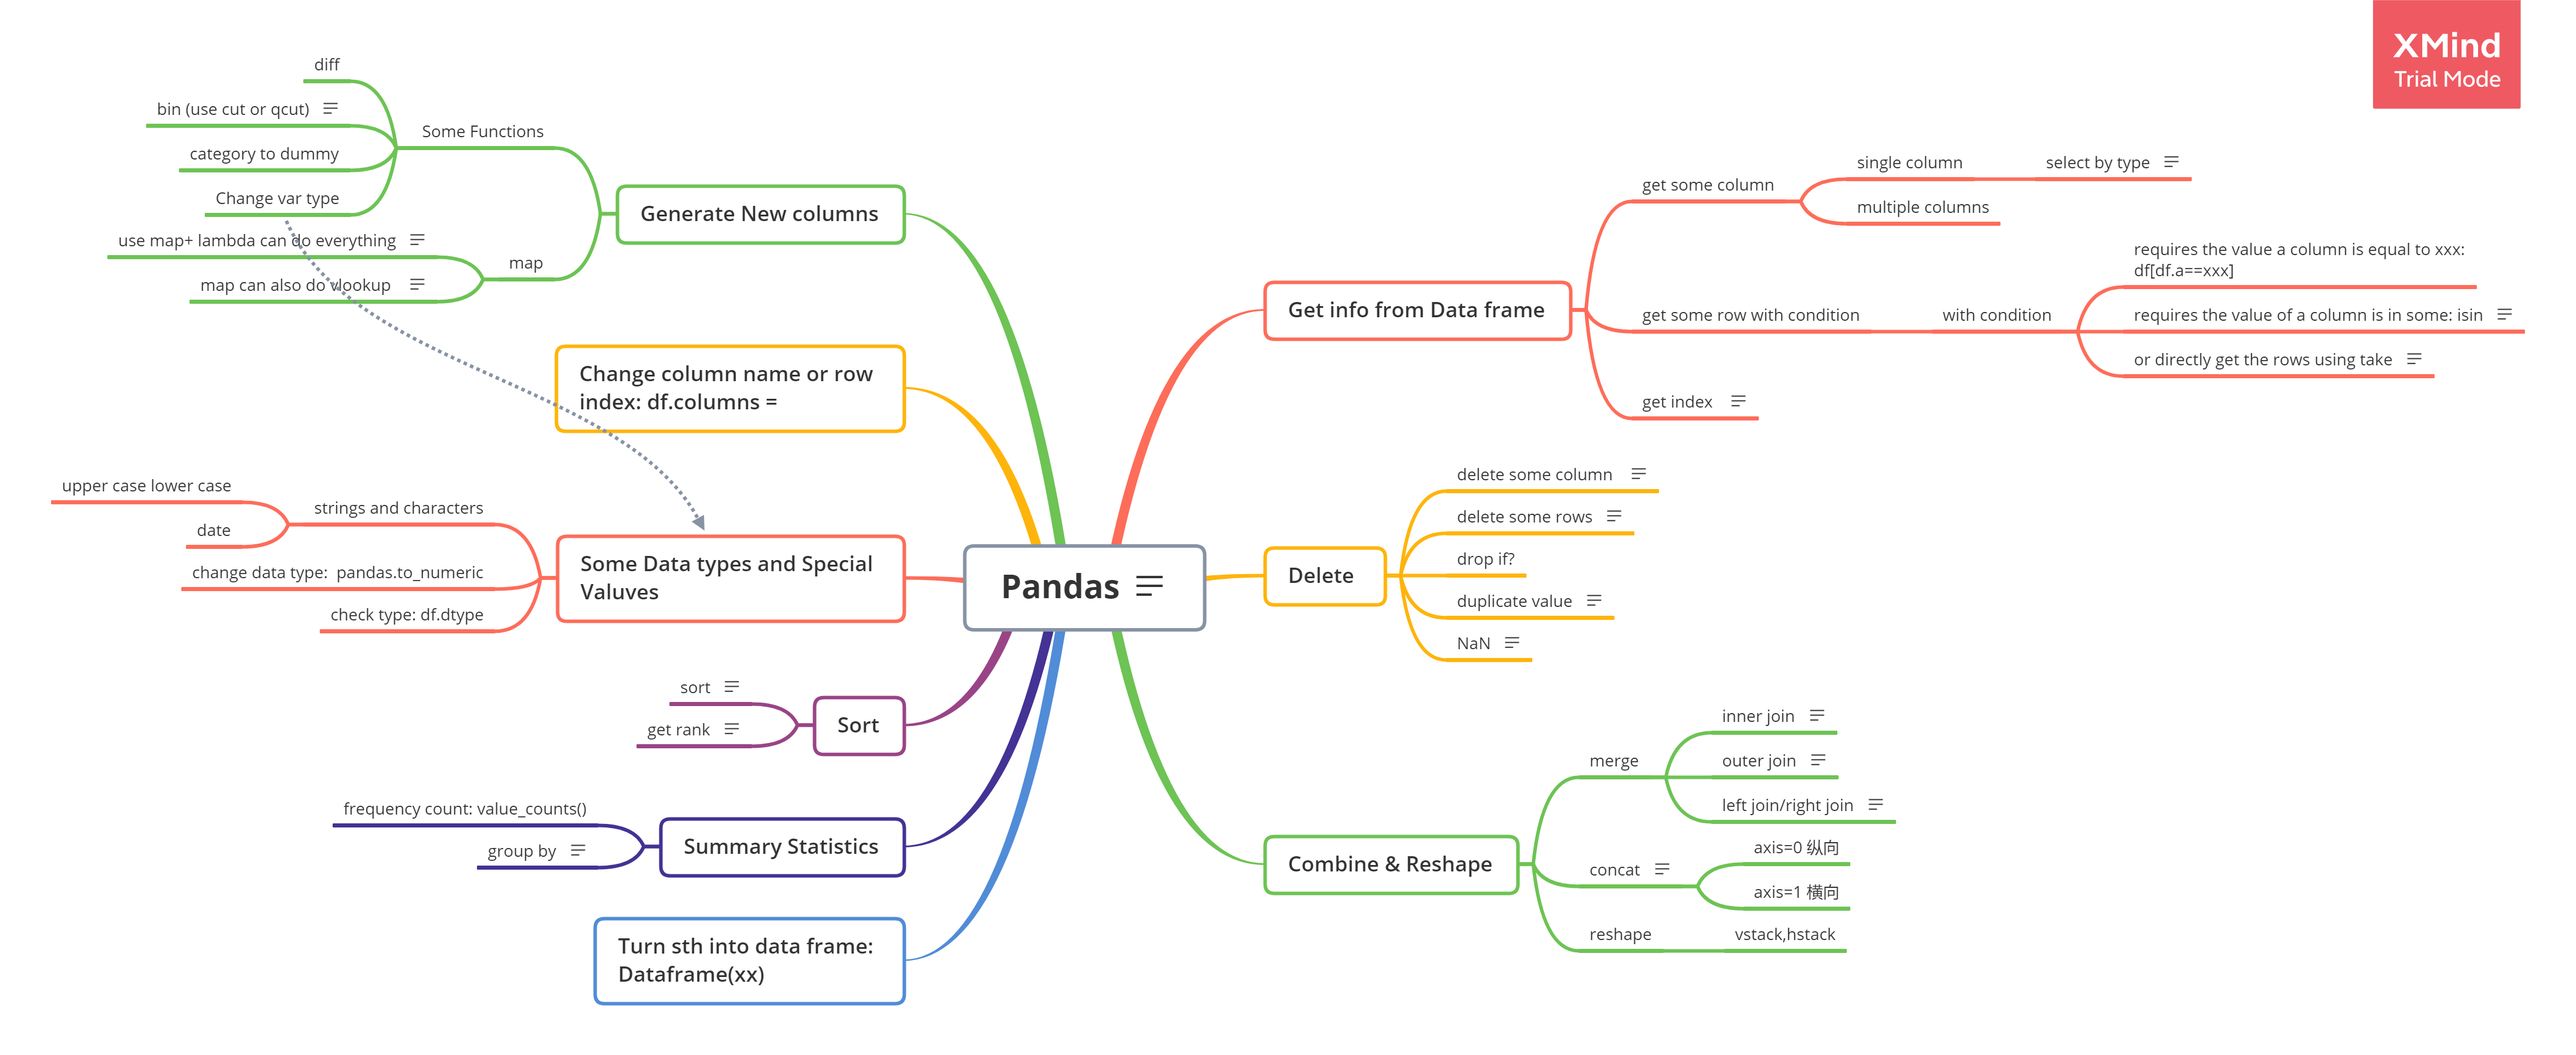 XMind
Trial Mode
diff
bin (use cut or qcut)
category to dummy
Change var type
Some Functions
use map+ lambda can do everything
map can also do vlookup
map
Generate New columns
Change column name or row
index: df.columns =
upper case lower case
date
strings and characters
change data type:  pandas.to_numeric
check type: df.dtype
Some Data types and Special
Valuves
sort
get rank
Sort
frequency count: value_counts()
group by
Summary Statistics
Turn sth into data frame:
Dataframe(xx)
Pandas
Get info from Data frame
get some column
single column
select by type
multiple columns
get some row with condition
with condition
requires the value a column is equal to xxx:
df[df.a==xxx]
requires the value of a column is in some: isin
or directly get the rows using take
get index
Delete
delete some column
delete some rows
drop if?
duplicate value
NaN
Combine & Reshape
merge
inner join
outer join
left join/right join
concat
axis=0 纵向
axis=1 横向
reshape
vstack,hstack